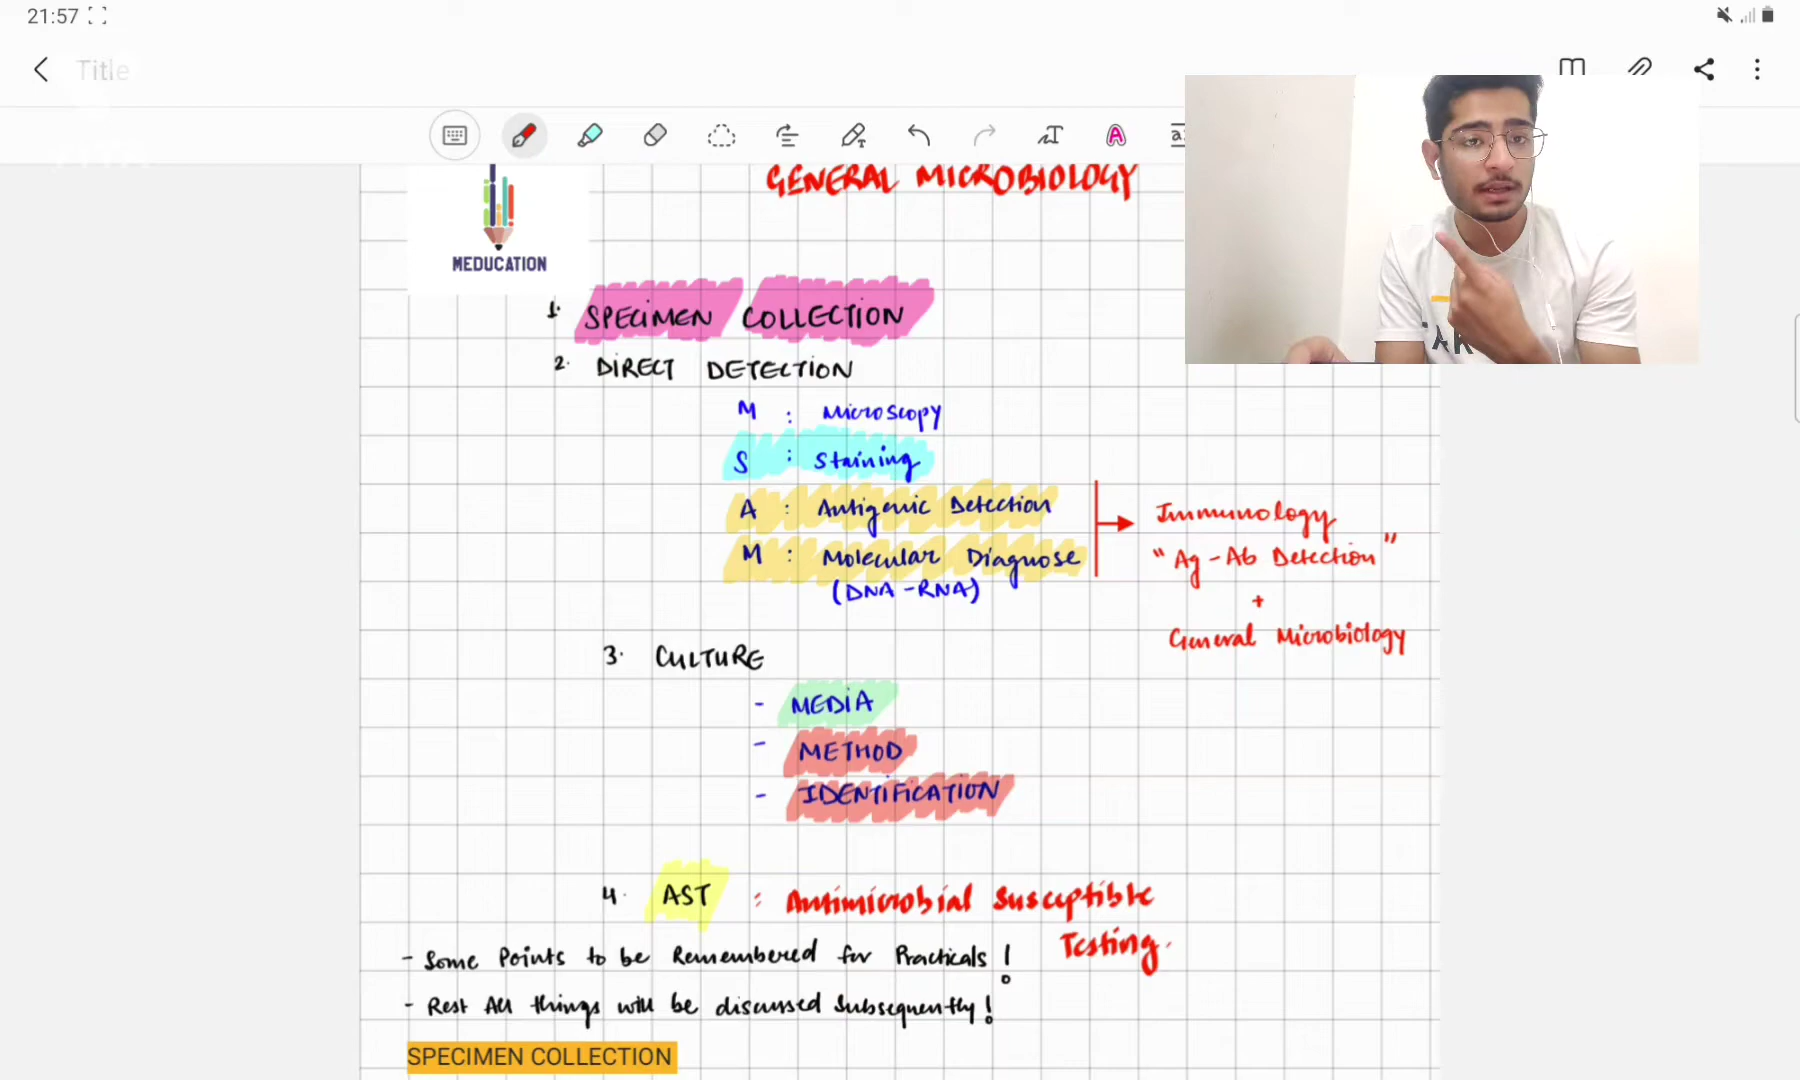 21:57
Title
GENERAL MICROBIOLOGY
MEDUCATION
1. SPECIMEN COLLECTION
2. DIRECT DETECTION
M : Microscopy
S : Staining
A : Antigenic Detection
M : Molecular Diagnose
(DNA-RNA)
Immunology
"Ag-Ab Detection"
+
General Microbiology
3. CULTURE
- MEDIA
- METHOD
- IDENTIFICATION
4. AST : Antimicrobial Susceptible
Testing.
- Some Points to be Remembered for Practicals!
- Rest All things will be discussed Subsequently!
SPECIMEN COLLECTION